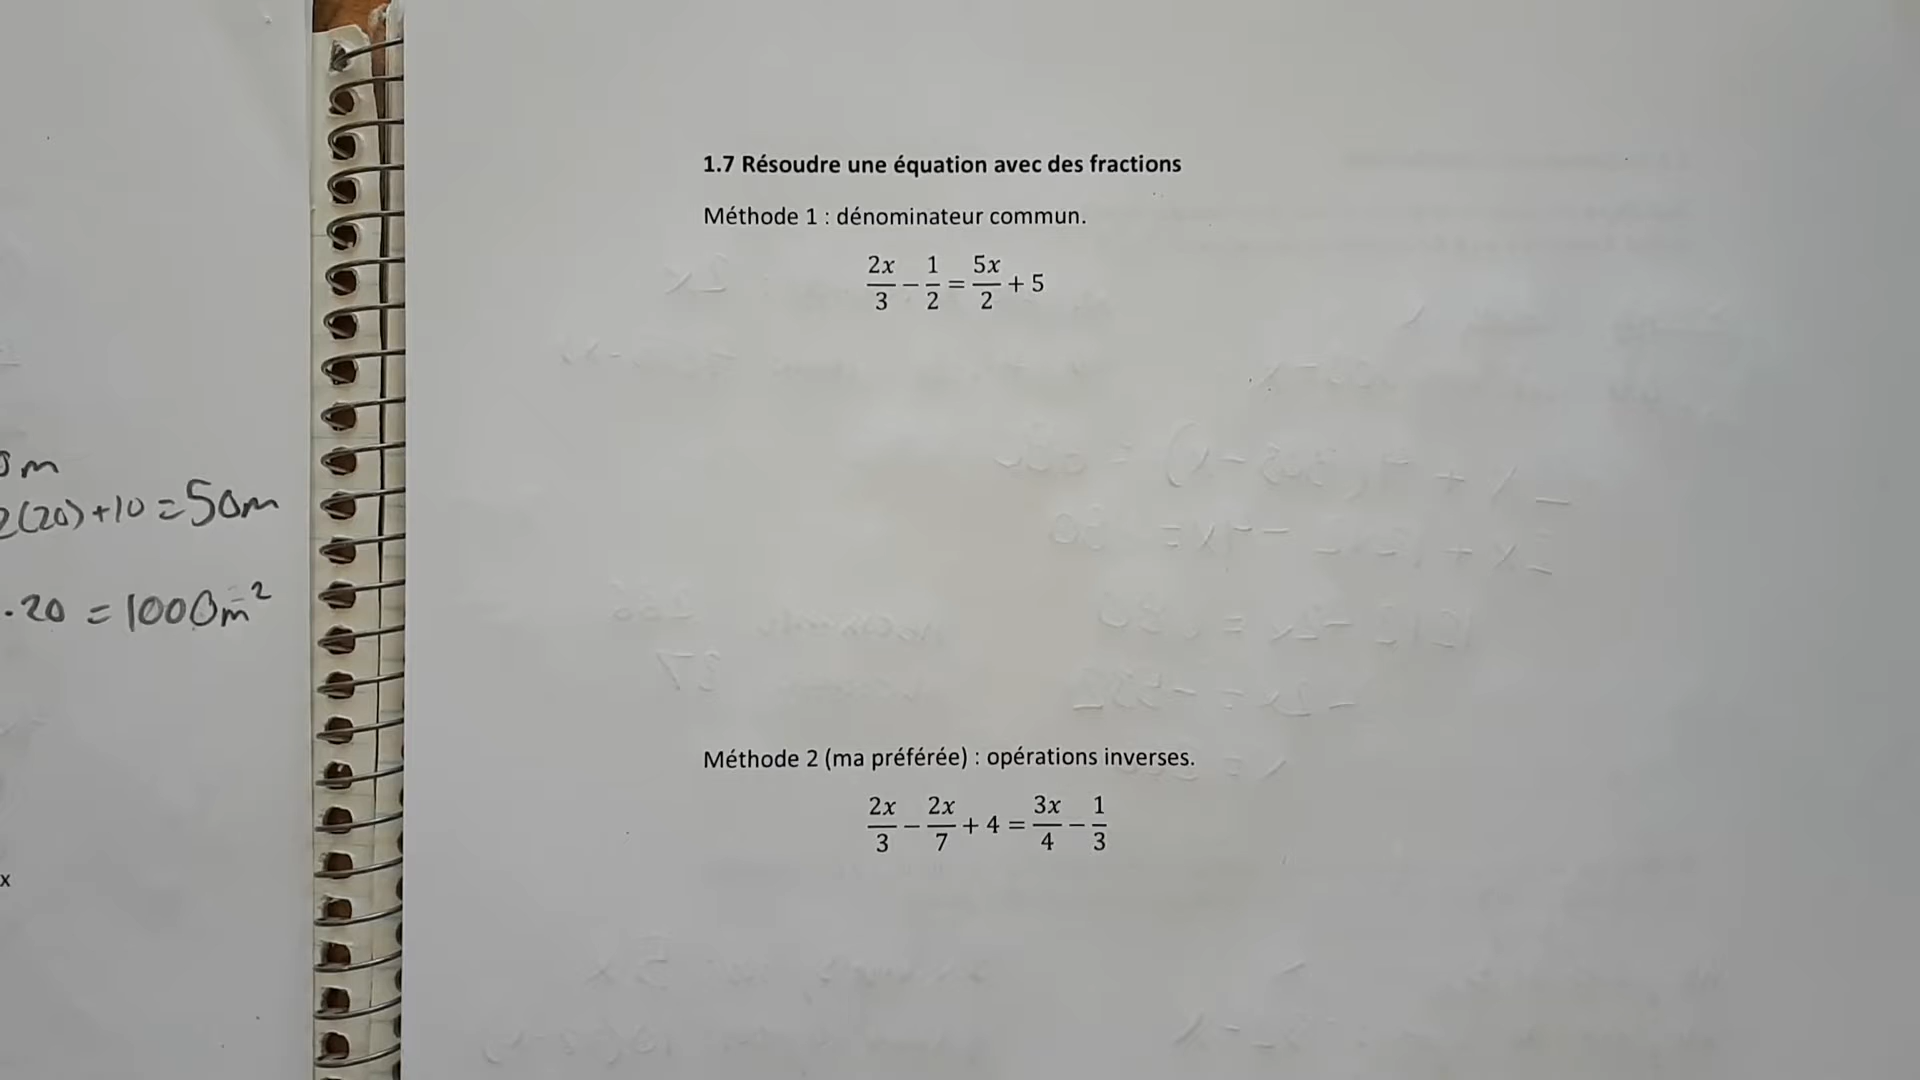 m
2(20)+10 = 50m
.20 = 1000m²
x
1.7 Résoudre une équation avec des fractions
Méthode 1 : dénominateur commun.
2x/3 − 1/2 = 5x/2 + 5
Méthode 2 (ma préférée) : opérations inverses.
2x/3 − 2x/7 + 4 = 3x/4 − 1/3